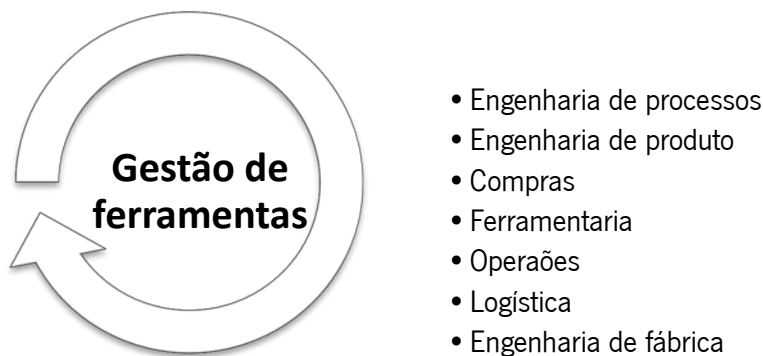 Gestão de
ferramentas
• Engenharia de processos
• Engenharia de produto
• Compras
• Ferramentaria
• Operaões
• Logística
• Engenharia de fábrica